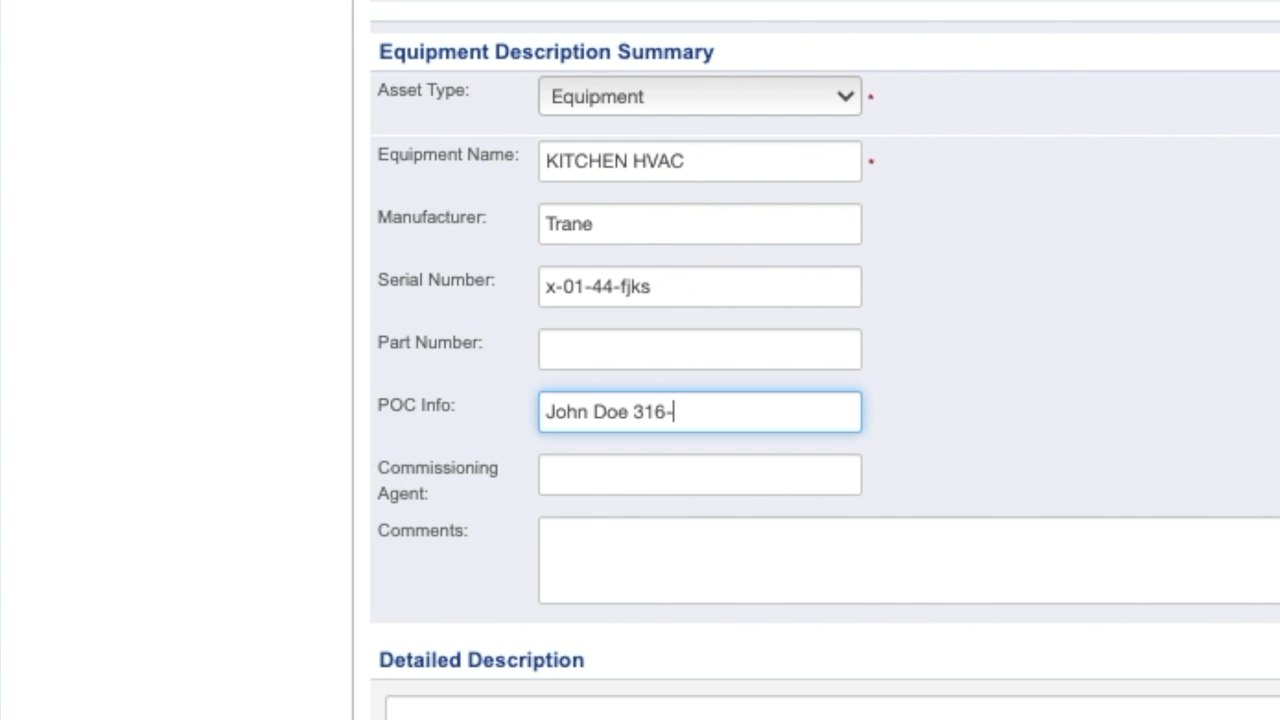 Equipment Description Summary
Asset Type: Equipment *
Equipment Name: KITCHEN HVAC *
Manufacturer: Trane
Serial Number: x-01-44-fjks
Part Number:
POC Info: John Doe 316-
Commissioning
Agent:
Comments:
Detailed Description